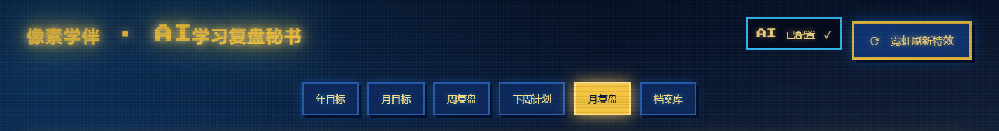 像素学伴 · AI学习复盘秘书
AI 已配置 ✓
⟳ 霓虹刷新特效
年目标 月目标 周复盘 下周计划 月复盘 档案库